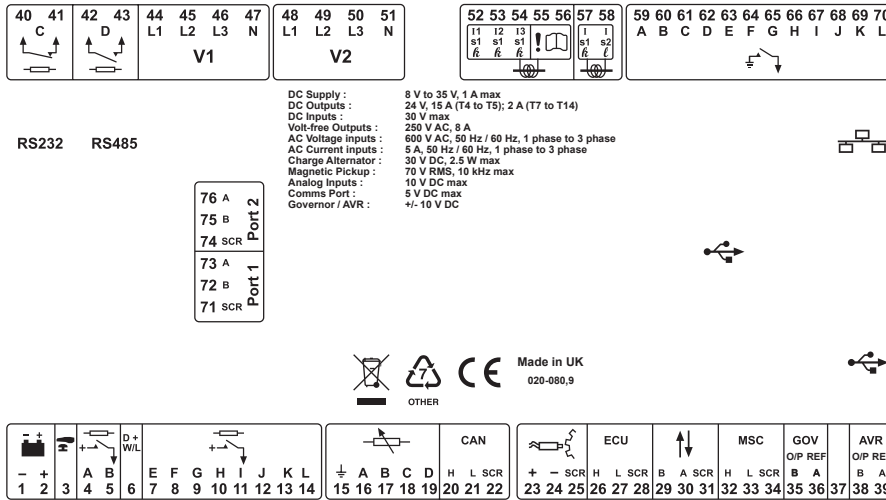 40 41 42 43 44 45 46 47 48 49 50 51 52 53 54 55 56 57 58 59 60 61 62 63 64 65 66 67 68 69 70
C D L1 L2 L3 N L1 L2 L3 N I1 I2 I3 I I A B C D E F G H I J K L
s1 s1 s1 ! s1 s2
k k k k l
V1 V2
DC Supply : 8 V to 35 V, 1 A max
DC Outputs : 24 V, 15 A (T4 to T5); 2 A (T7 to T14)
DC Inputs : 30 V max
Volt-free Outputs : 250 V AC, 8 A
AC Voltage inputs : 600 V AC, 50 Hz / 60 Hz, 1 phase to 3 phase
AC Current inputs : 5 A, 50 Hz / 60 Hz, 1 phase to 3 phase
Charge Alternator : 30 V DC, 2.5 W max
Magnetic Pickup : 70 V RMS, 10 kHz max
Analog Inputs : 10 V DC max
Comms Port : 5 V DC max
Governor / AVR : +/- 10 V DC
RS232 RS485
76 A
75 B
74 SCR
Port 2
73 A
72 B
71 SCR
Port 1
7
OTHER
CE
Made in UK
020-080,9
- + + D + + CAN ECU MSC GOV AVR
W/L O/P REF O/P RE
– + A B E F G H I J K L A B C D H L SCR + – SCR H L SCR B A SCR H L SCR B A B A
1 2 3 4 5 6 7 8 9 10 11 12 13 14 15 16 17 18 19 20 21 22 23 24 25 26 27 28 29 30 31 32 33 34 35 36 37 38 39